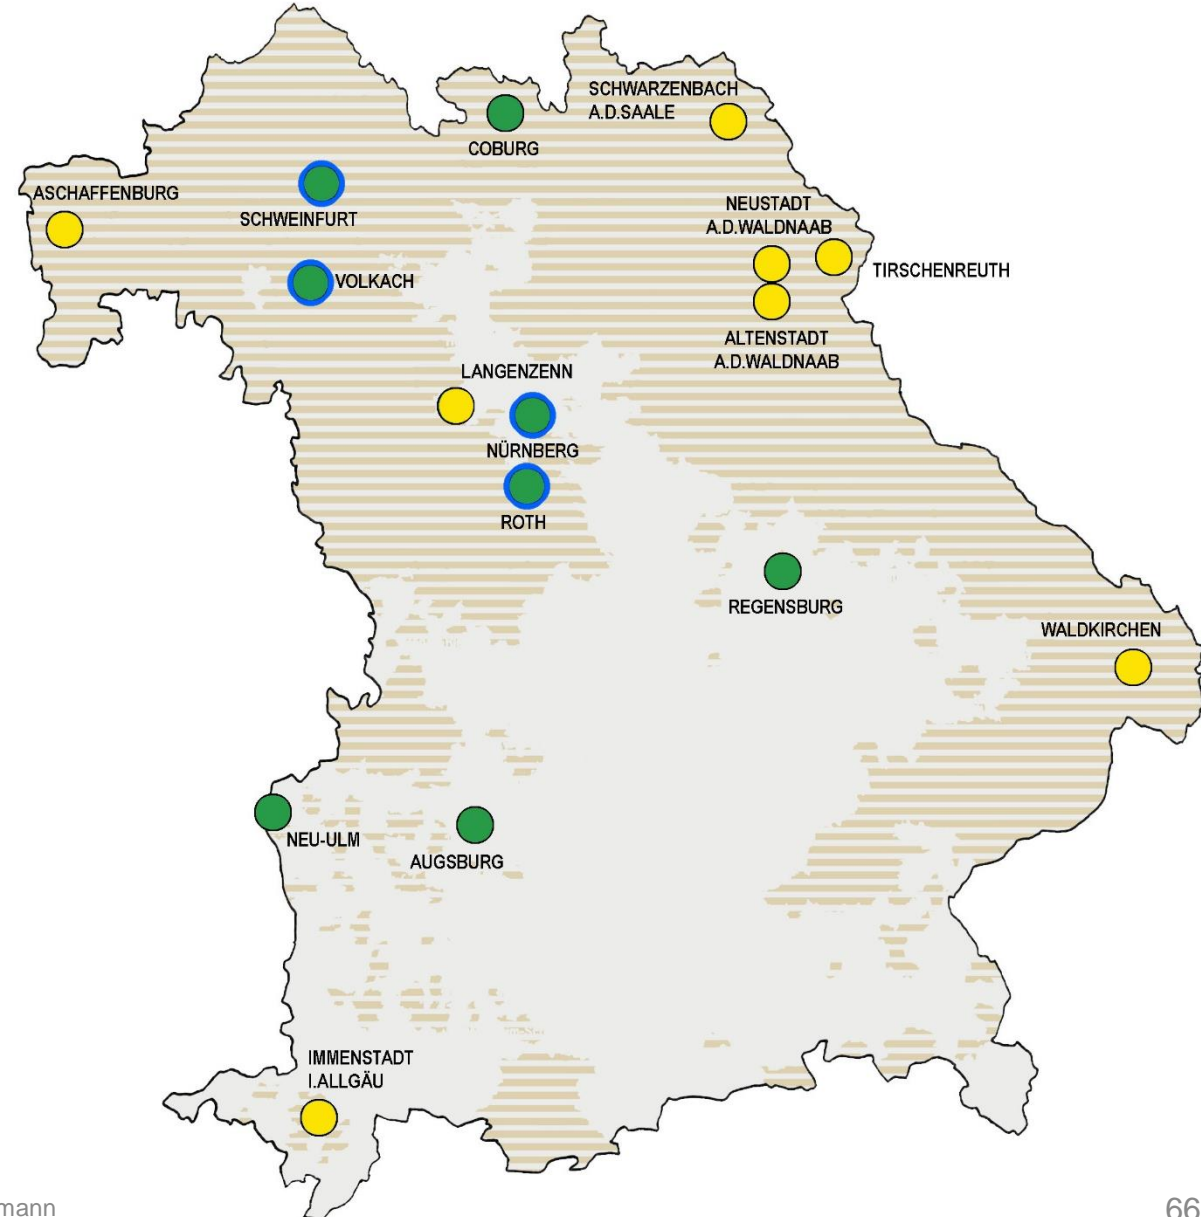 SCHWARZENBACH
A.D.SAALE
COBURG
ASCHAFFENBURG
SCHWEINFURT
NEUSTADT
A.D.WALDNAAB
TIRSCHENREUTH
VOLKACH
ALTENSTADT
A.D.WALDNAAB
LANGENZENN
NÜRNBERG
ROTH
REGENSBURG
WALDKIRCHEN
NEU-ULM
AUGSBURG
IMMENSTADT
I.ALLGÄU
mann
66